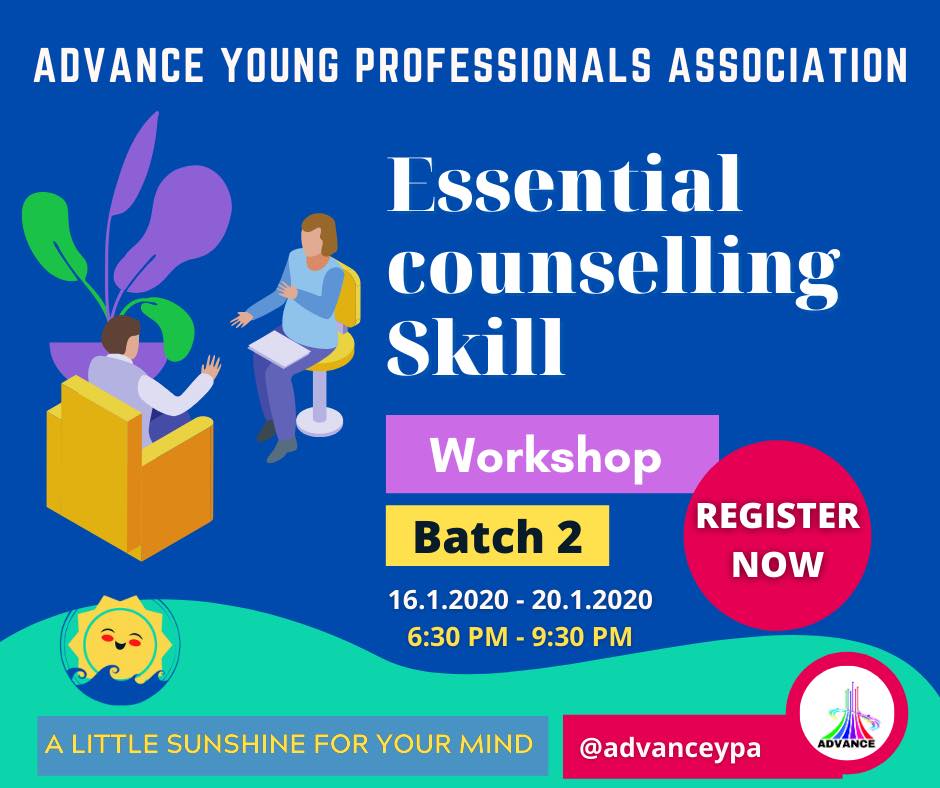 ADVANCE YOUNG PROFESSIONALS ASSOCIATION
Essential
counselling
Skill
Workshop
Batch 2
REGISTER
NOW
16.1.2020 - 20.1.2020
6:30 PM - 9:30 PM
A LITTLE SUNSHINE FOR YOUR MIND
@advanceypa
ADVANCE